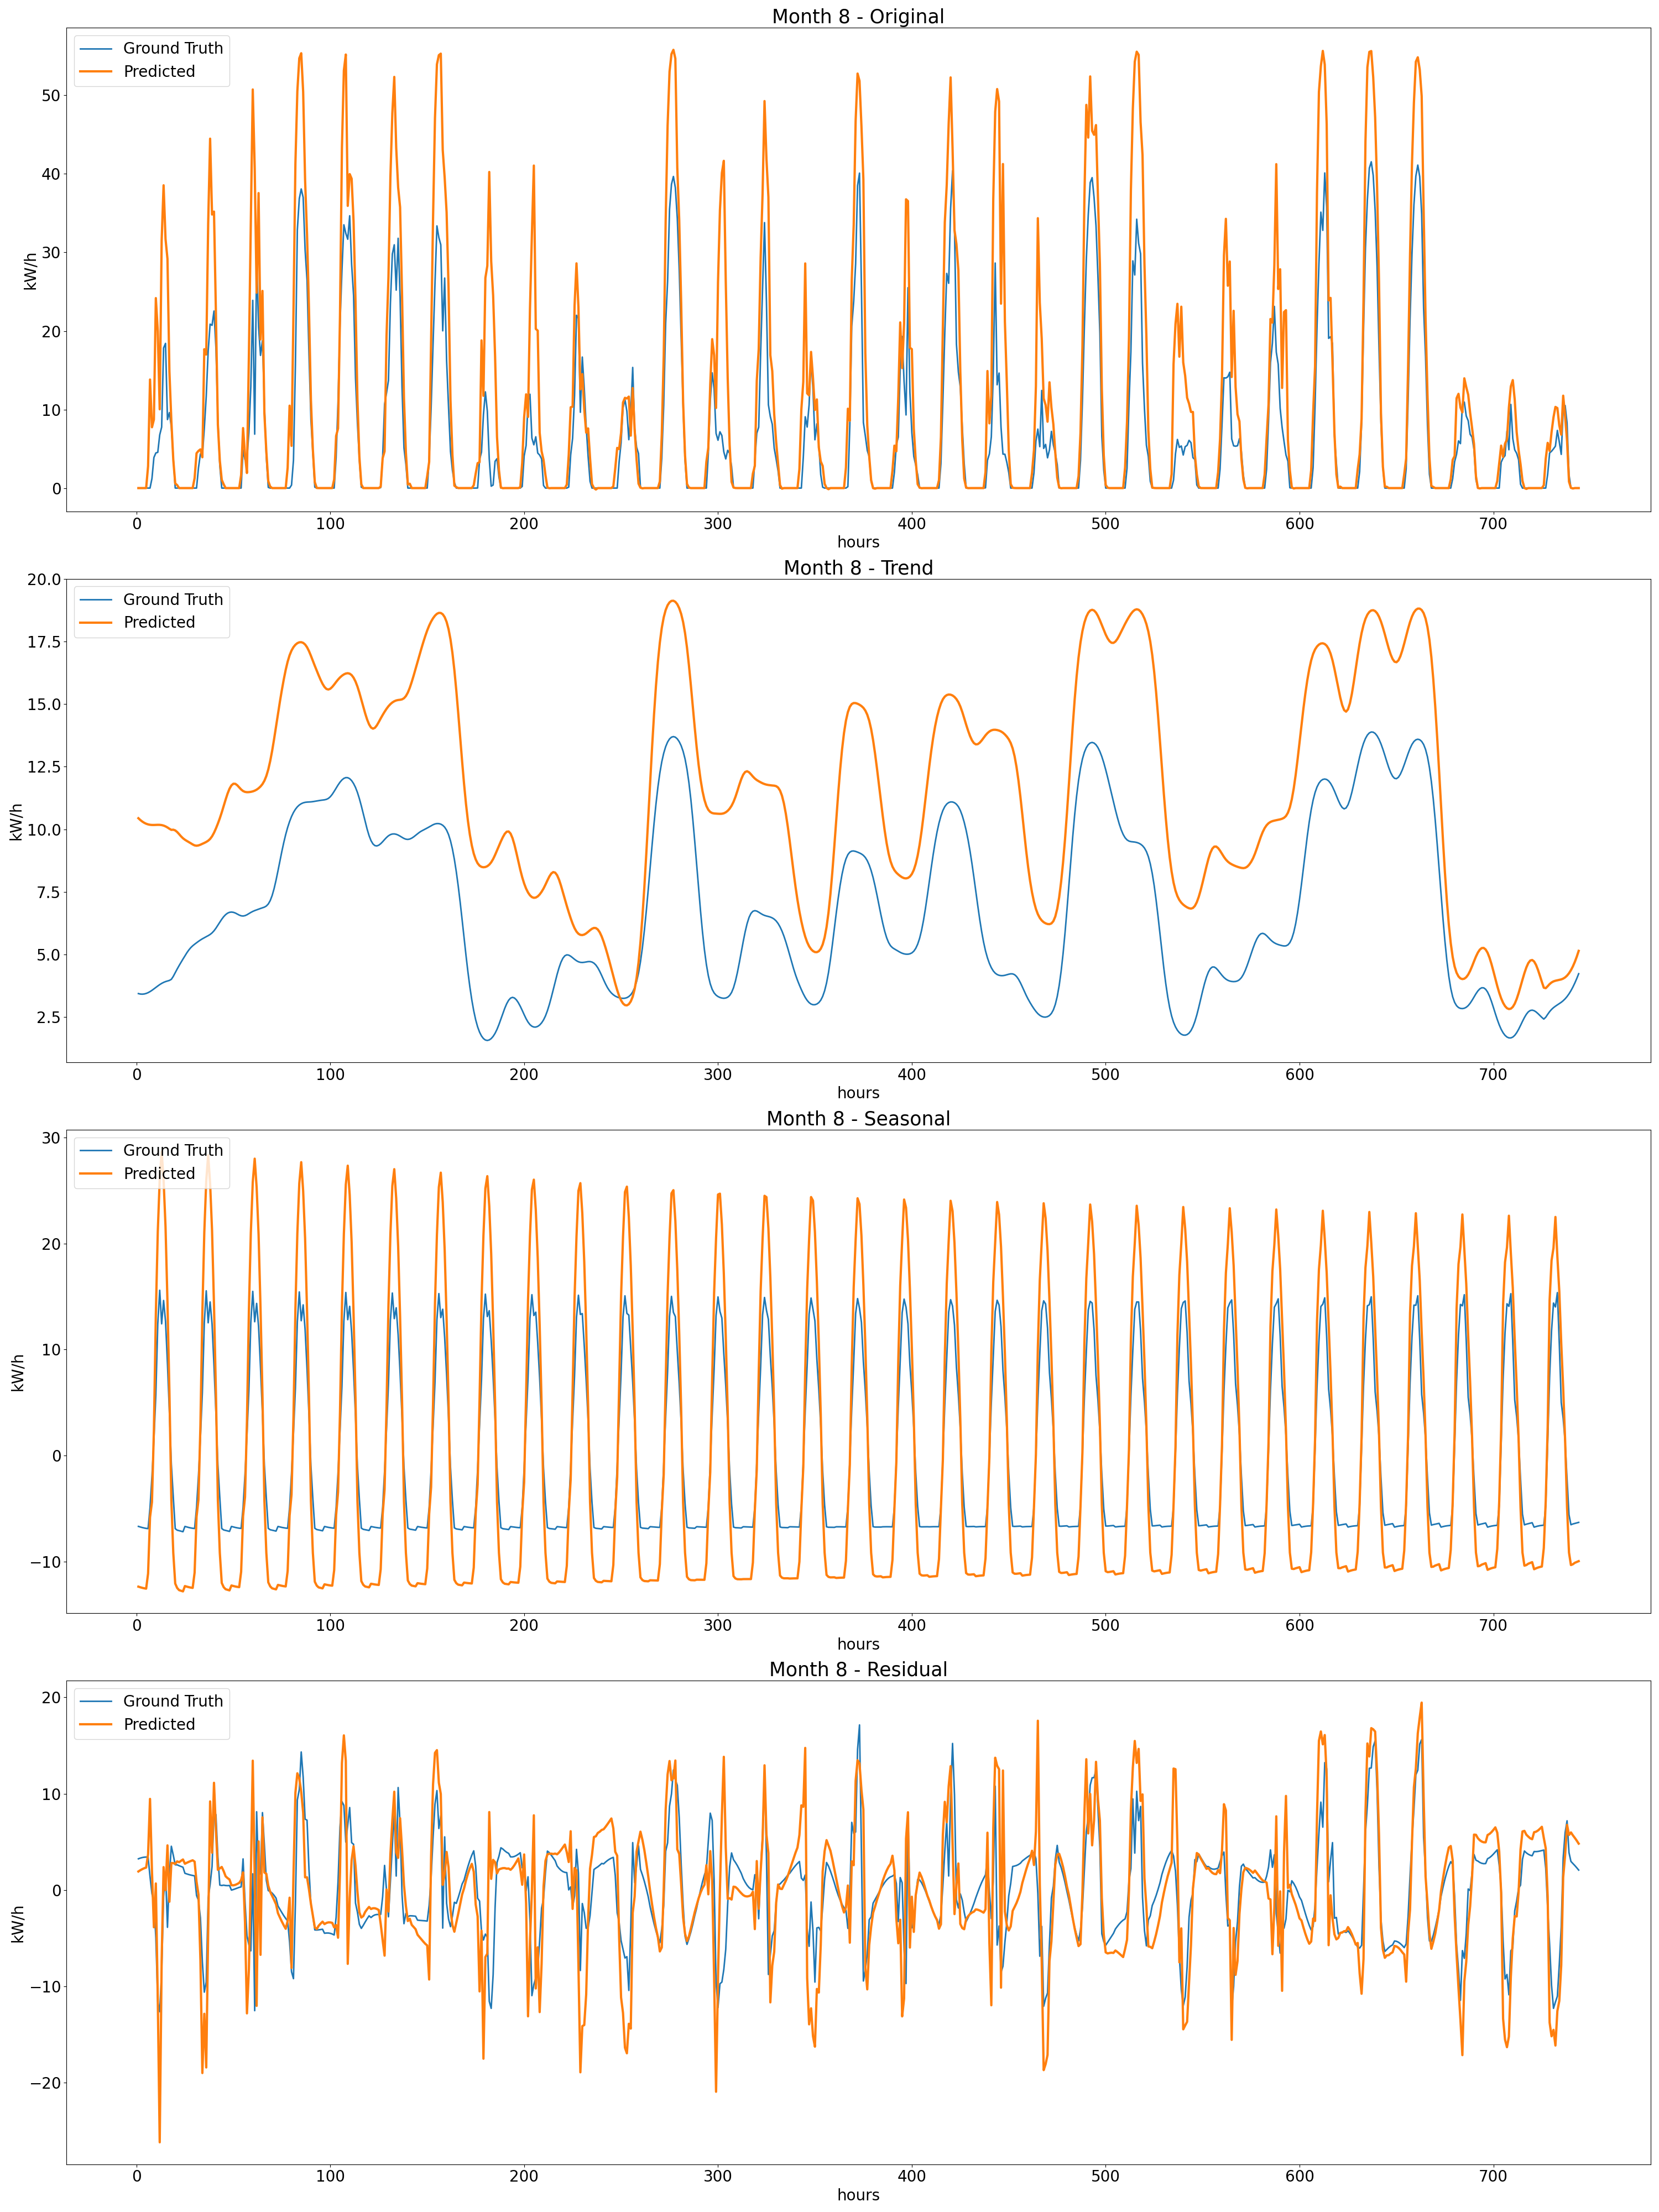 Month 8 - Original
Ground Truth
Predicted
50
40
30
20
10
0
kW/h
0 100 200 300 400 500 600 700
hours
Month 8 - Trend
Ground Truth
Predicted
20.0
17.5
15.0
12.5
10.0
7.5
5.0
2.5
kW/h
0 100 200 300 400 500 600 700
hours
Month 8 - Seasonal
Ground Truth
Predicted
30
20
10
0
−10
kW/h
0 100 200 300 400 500 600 700
hours
Month 8 - Residual
Ground Truth
Predicted
20
10
0
−10
−20
kW/h
0 100 200 300 400 500 600 700
hours